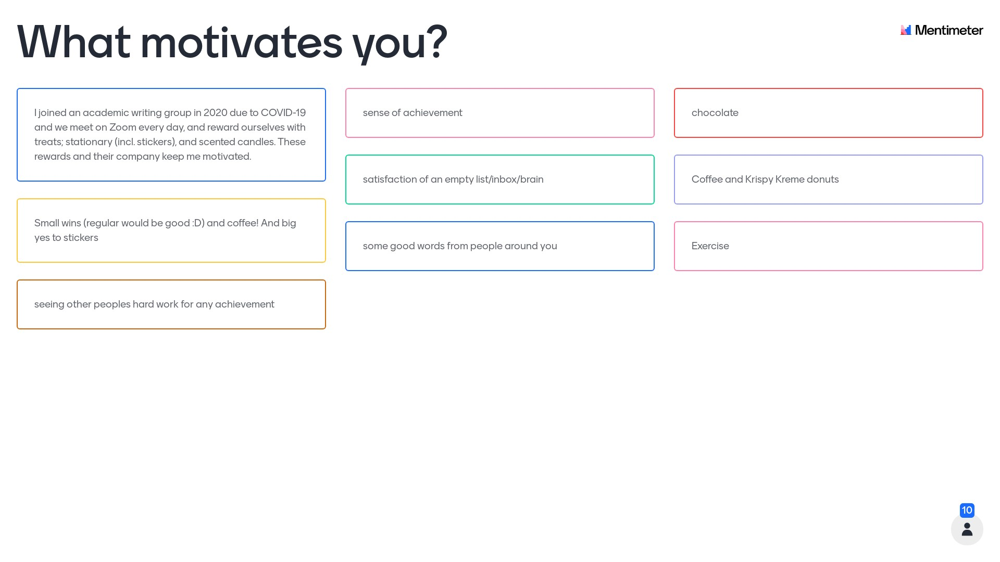 What motivates you?
Mentimeter
I joined an academic writing group in 2020 due to COVID-19
and we meet on Zoom every day, and reward ourselves with
treats; stationary (incl. stickers), and scented candles. These
rewards and their company keep me motivated.
Small wins (regular would be good :D) and coffee! And big
yes to stickers
seeing other peoples hard work for any achievement
sense of achievement
satisfaction of an empty list/inbox/brain
some good words from people around you
chocolate
Coffee and Krispy Kreme donuts
Exercise
10